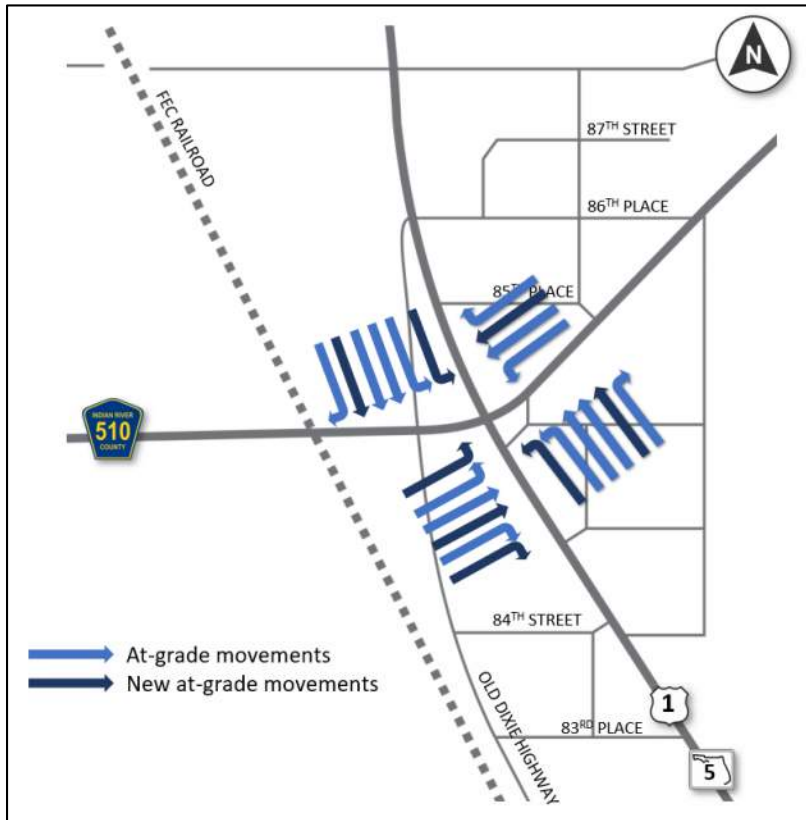 N
FEC RAILROAD
87TH STREET
86TH PLACE
85TH PLACE
INDIAN RIVER
510
COUNTY
84TH STREET
At-grade movements
New at-grade movements
OLD DIXIE HIGHWAY
1
83RD PLACE
5